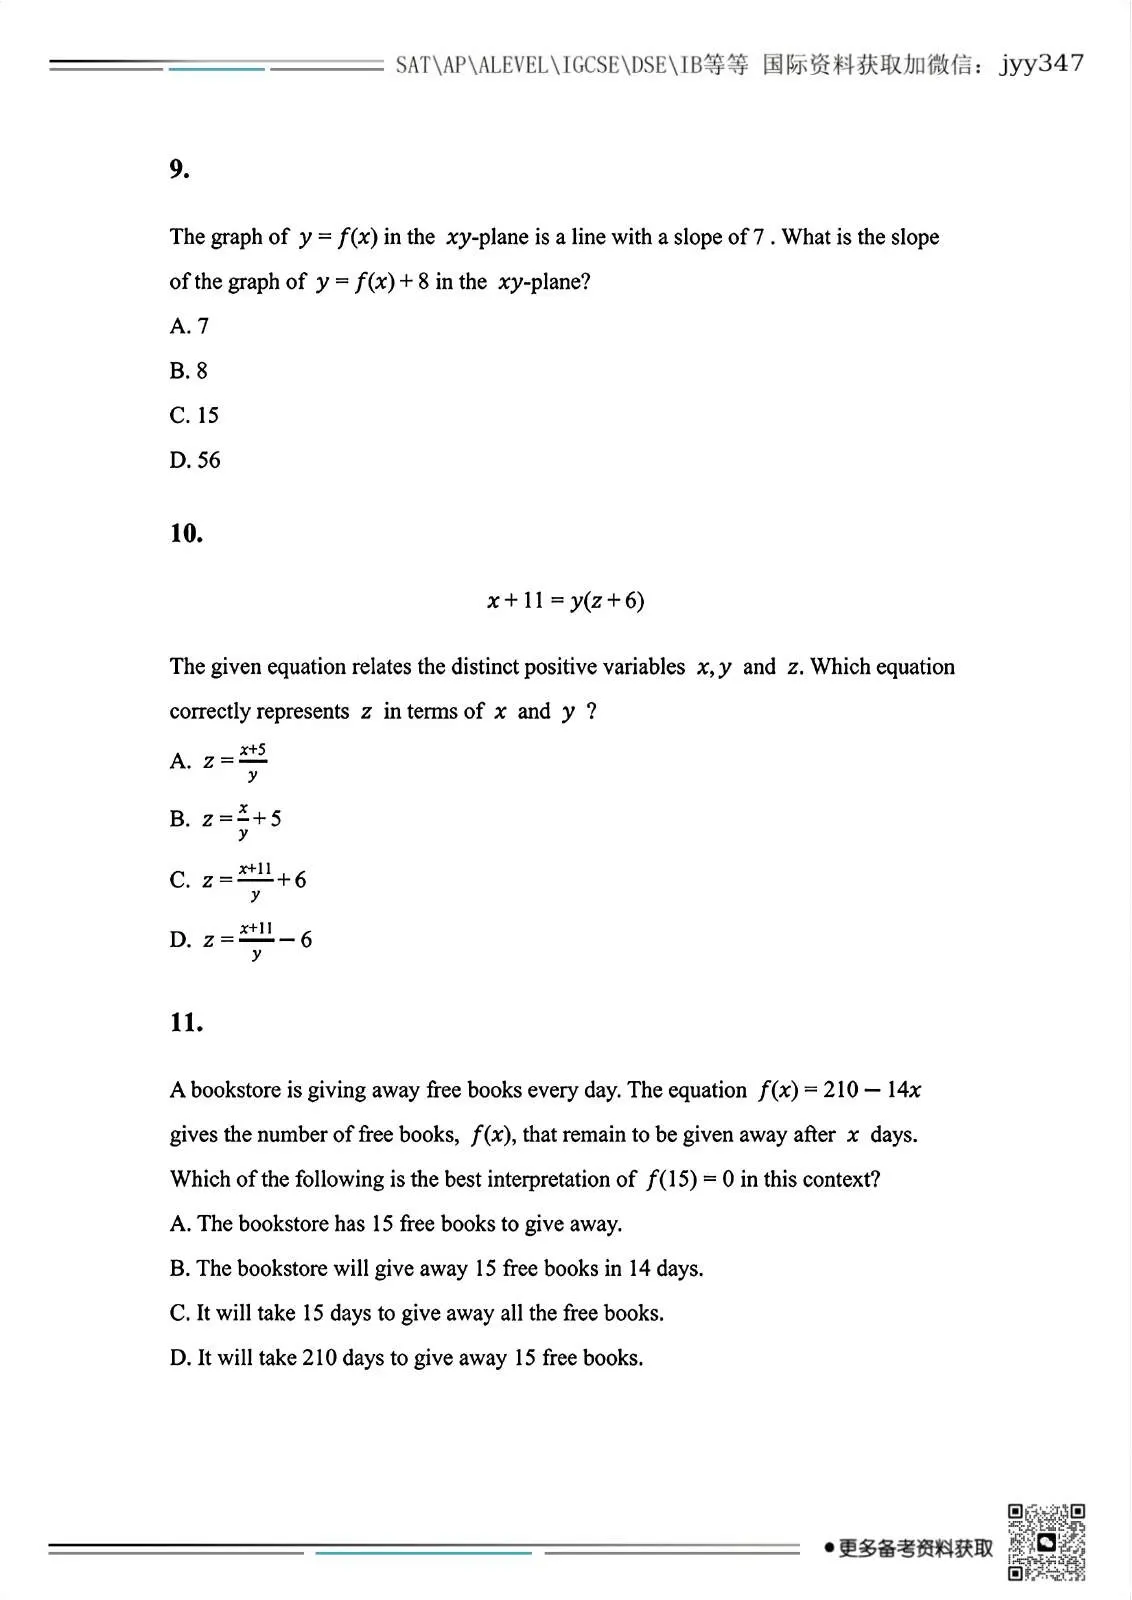 SAT\AP\ALEVEL\IGCSE\DSE\IB等等 国际资料获取加微信: jyy347
9.
The graph of y = f(x) in the xy-plane is a line with a slope of 7 . What is the slope
of the graph of y = f(x) + 8 in the xy-plane?
A. 7
B. 8
C. 15
D. 56
10.
x + 11 = y(z + 6)
The given equation relates the distinct positive variables x, y and z. Which equation
correctly represents z in terms of x and y ?
A. z = \frac{x+5}{y}
B. z = \frac{x}{y} + 5
C. z = \frac{x+11}{y} + 6
D. z = \frac{x+11}{y} − 6
11.
A bookstore is giving away free books every day. The equation f(x) = 210 − 14x
gives the number of free books, f(x), that remain to be given away after x days.
Which of the following is the best interpretation of f(15) = 0 in this context?
A. The bookstore has 15 free books to give away.
B. The bookstore will give away 15 free books in 14 days.
C. It will take 15 days to give away all the free books.
D. It will take 210 days to give away 15 free books.
●更多备考资料获取